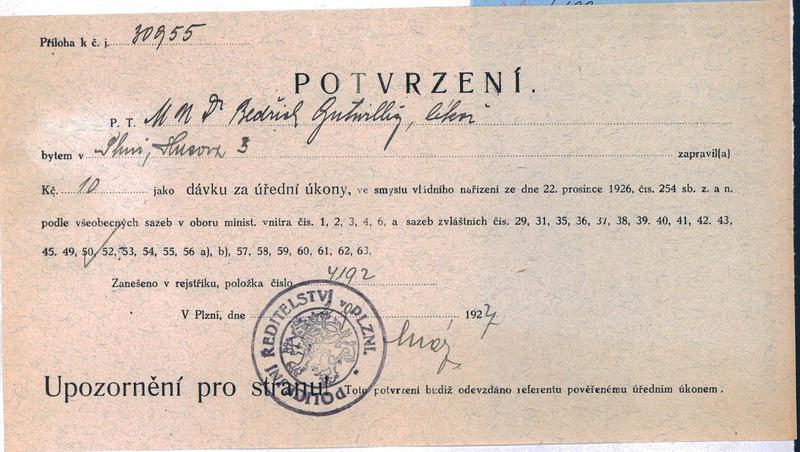 Příloha k č. j. 30955
POTVRZENÍ.
P. T. M U Dr Bedřich Gutwillig, lékař
bytem v Plzni, Husova 3 zapravil(a)
Kč. 10 jako dávku za úřední úkony, ve smyslu vládního nařízení ze dne 22. prosince 1926, čís. 254 sb. z. a n.
podle všeobecných sazeb v oboru minist. vnitra čís. 1, 2, 3, 4, 6, a sazeb zvláštních čís. 29, 31, 35, 36, 37, 38, 39. 40, 41, 42. 43,
45. 49, 50, 52, 53, 54, 55, 56 a), b), 57, 58, 59, 60, 61, 62, 63,
Zanešeno v rejstříku, položka číslo 4192
V Plzni, dne 1927
POLICEJNÍ ŘEDITELSTVÍ v PLZNI.
Upozornění pro stranu! Toto potvrzení budiž odevzdáno referentu pověřenému úředním úkonem.